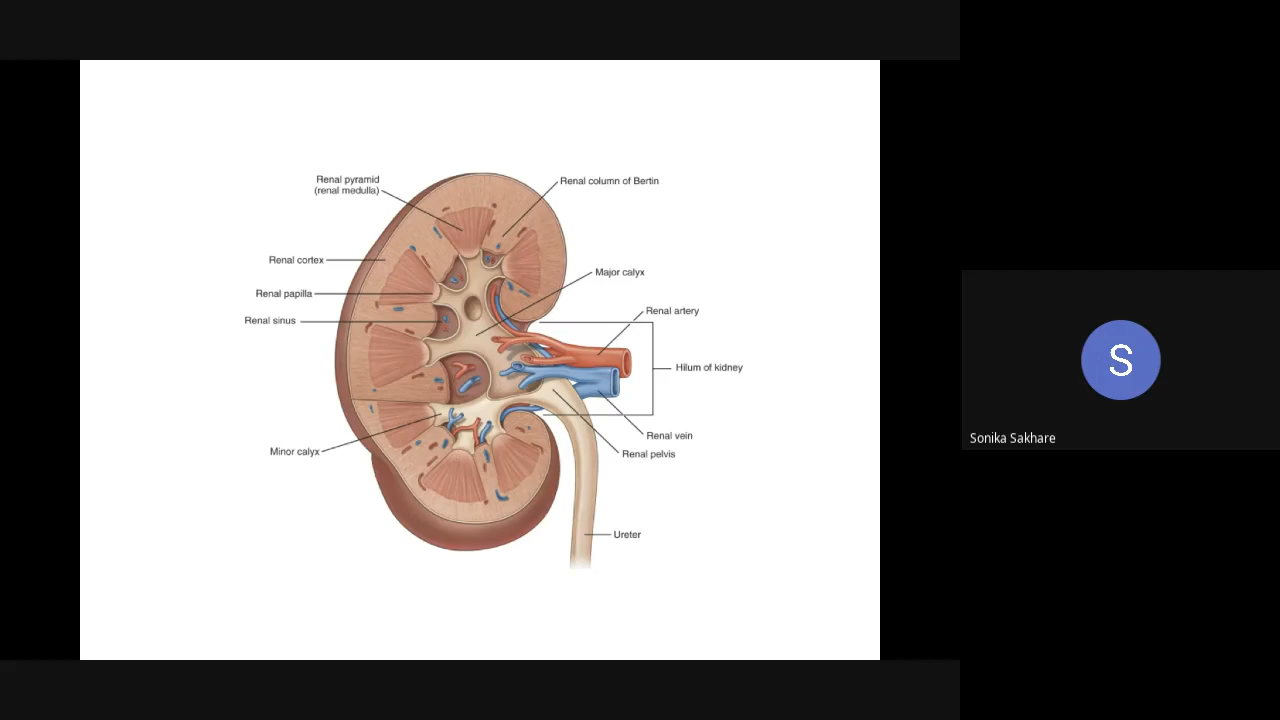 Renal pyramid
(renal medulla)
Renal column of Bertin
Renal cortex
Major calyx
Renal papilla
Renal artery
Renal sinus
Hilum of kidney
Renal vein
Minor calyx
Renal pelvis
Ureter
S
Sonika Sakhare